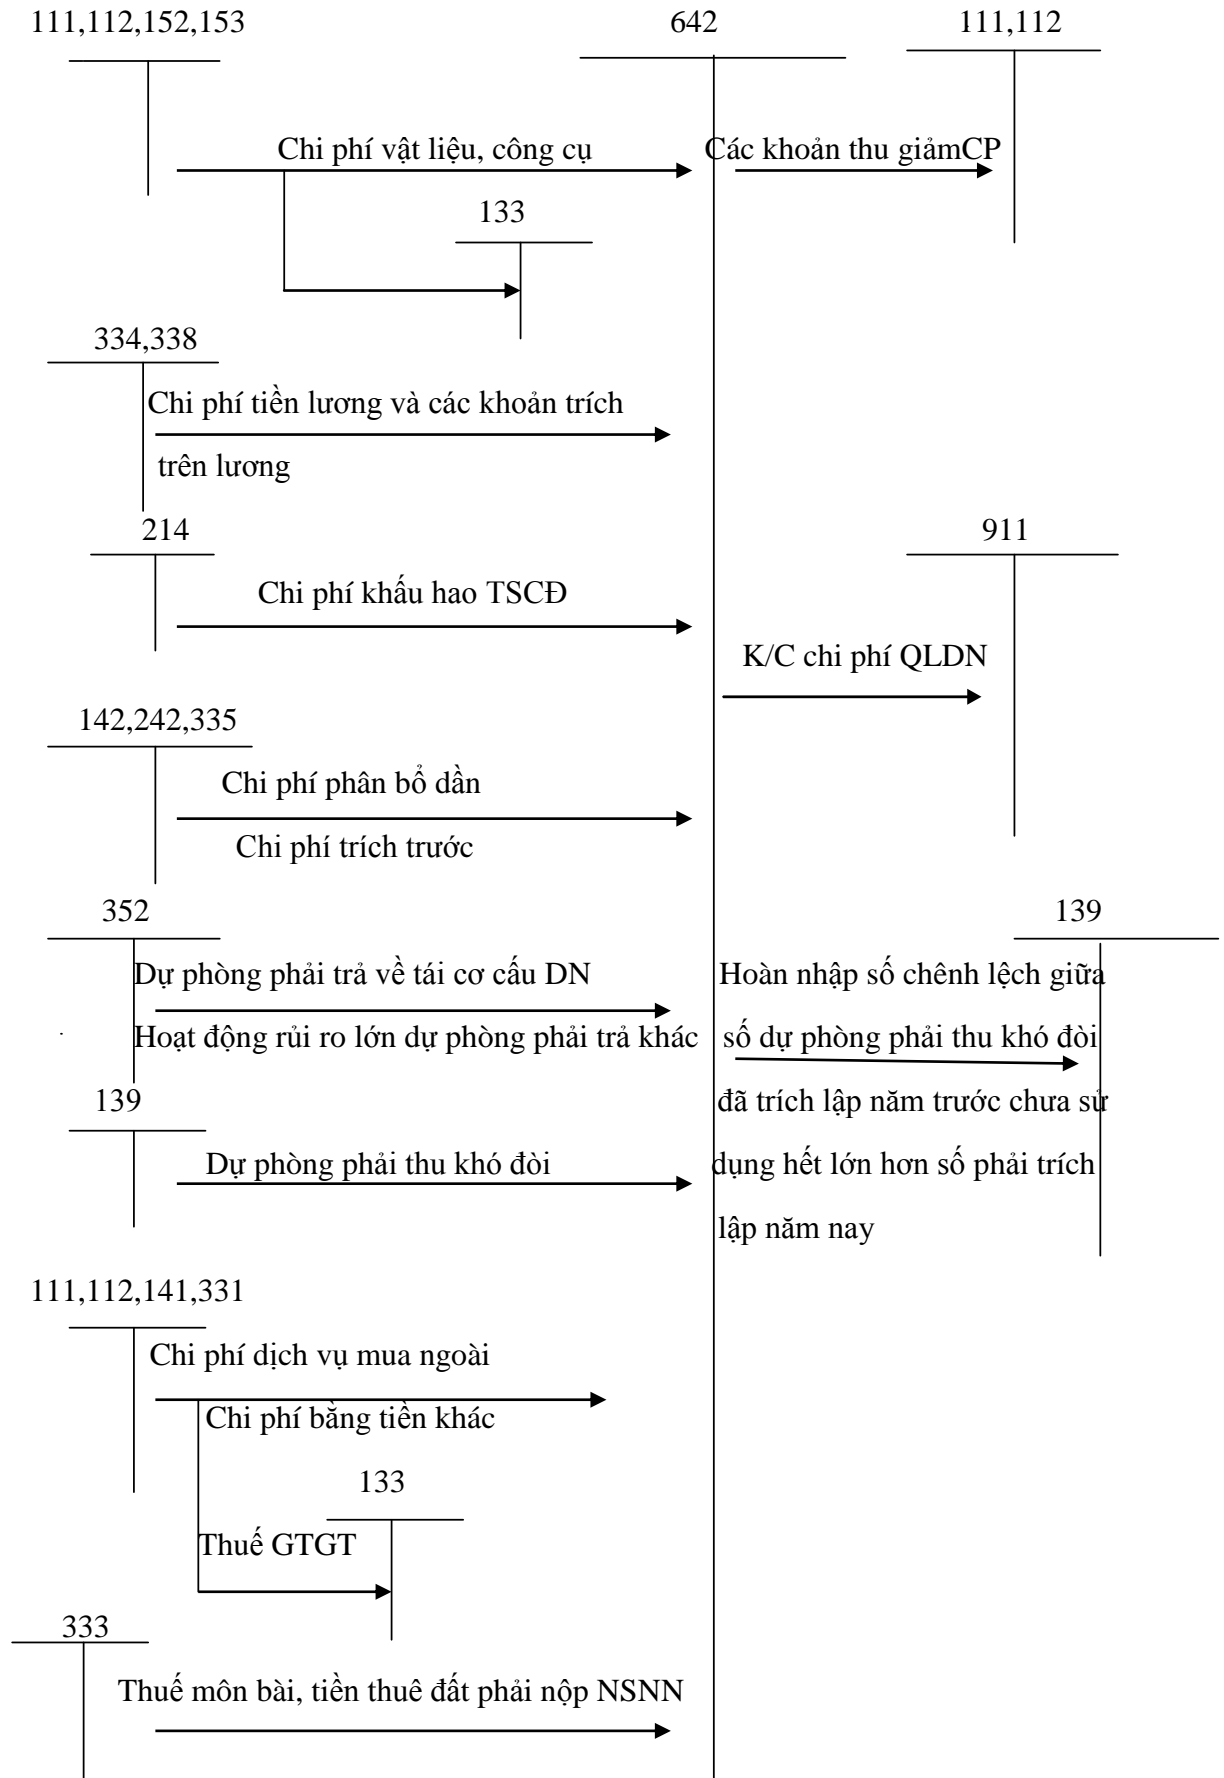 111,112,152,153
642
111,112
Chi phí vật liệu, công cụ
Các khoản thu giảmCP
133
334,338
Chi phí tiền lương và các khoản trích
trên lương
214
911
Chi phí khấu hao TSCĐ
K/C chi phí QLDN
142,242,335
Chi phí phân bổ dần
Chi phí trích trước
352
139
Dự phòng phải trả về tái cơ cấu DN
Hoàn nhập số chênh lệch giữa
Hoạt động rủi ro lớn dự phòng phải trả khác
số dự phòng phải thu khó đòi
139
đã trích lập năm trước chưa sử
Dự phòng phải thu khó đòi
dụng hết lớn hơn số phải trích
lập năm nay
111,112,141,331
Chi phí dịch vụ mua ngoài
Chi phí bằng tiền khác
133
Thuế GTGT
333
Thuế môn bài, tiền thuê đất phải nộp NSNN